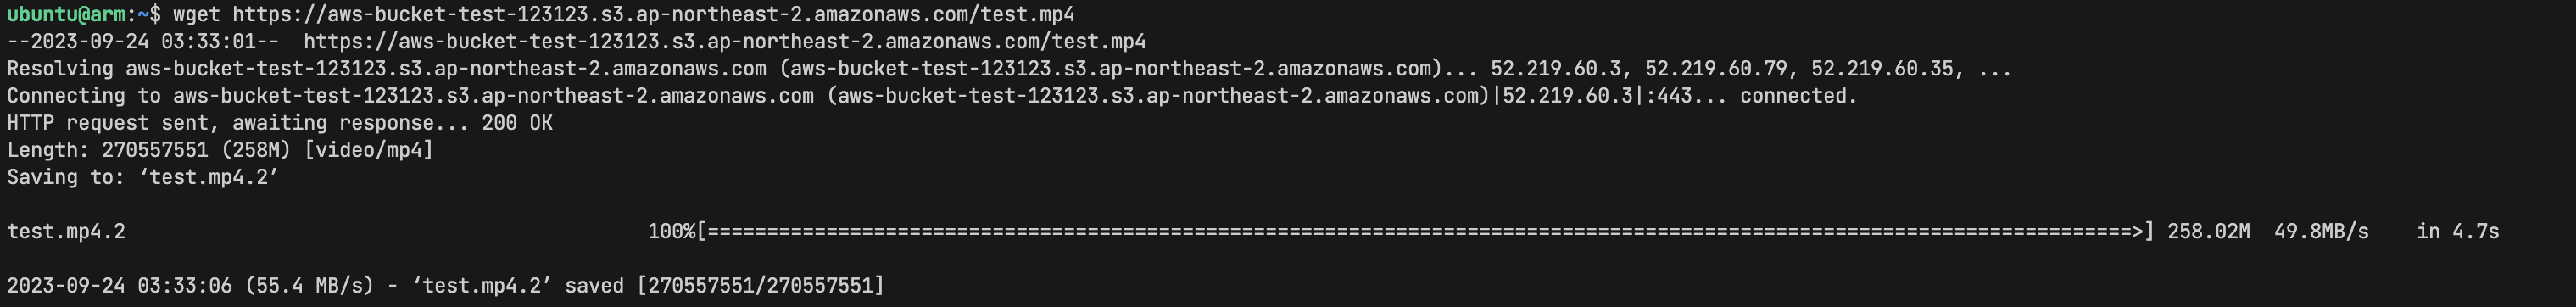 ubuntu@arm:~$ wget https://aws-bucket-test-123123.s3.ap-northeast-2.amazonaws.com/test.mp4
--2023-09-24 03:33:01--  https://aws-bucket-test-123123.s3.ap-northeast-2.amazonaws.com/test.mp4
Resolving aws-bucket-test-123123.s3.ap-northeast-2.amazonaws.com (aws-bucket-test-123123.s3.ap-northeast-2.amazonaws.com)... 52.219.60.3, 52.219.60.79, 52.219.60.35, ...
Connecting to aws-bucket-test-123123.s3.ap-northeast-2.amazonaws.com (aws-bucket-test-123123.s3.ap-northeast-2.amazonaws.com)|52.219.60.3|:443... connected.
HTTP request sent, awaiting response... 200 OK
Length: 270557551 (258M) [video/mp4]
Saving to: ‘test.mp4.2’
test.mp4.2 100%[========================================================================================================================>] 258.02M  49.8MB/s    in 4.7s
2023-09-24 03:33:06 (55.4 MB/s) - ‘test.mp4.2’ saved [270557551/270557551]